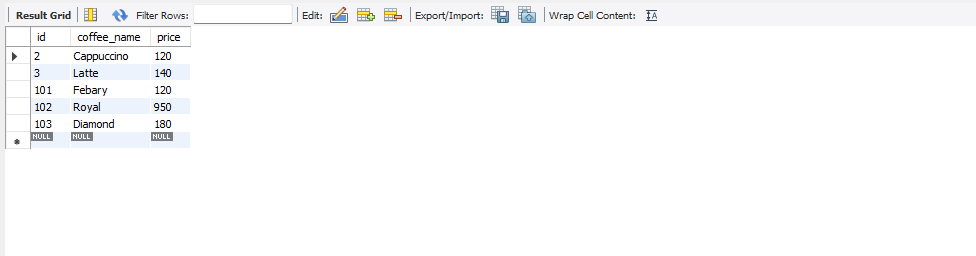 Result Grid Filter Rows: Edit: Export/Import: Wrap Cell Content: IA
id coffee_name price
2 Cappuccino 120
3 Latte 140
101 Febary 120
102 Royal 950
103 Diamond 180
NULL NULL NULL